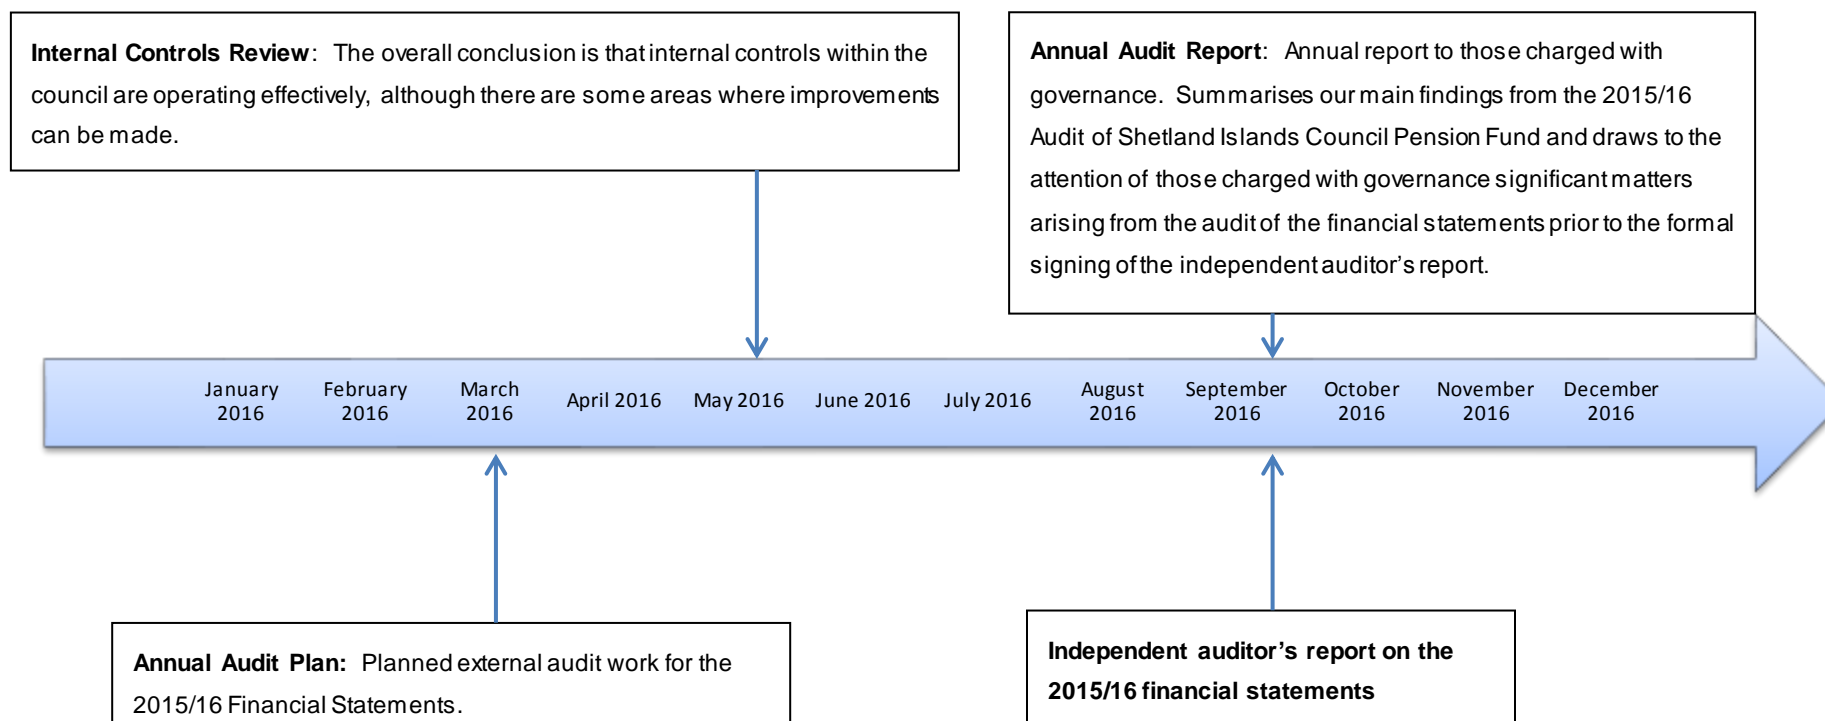 Internal Controls Review: The overall conclusion is that internal controls within the
council are operating effectively, although there are some areas where improvements
can be made.
Annual Audit Report: Annual report to those charged with
governance. Summarises our main findings from the 2015/16
Audit of Shetland Islands Council Pension Fund and draws to the
attention of those charged with governance significant matters
arising from the audit of the financial statements prior to the formal
signing of the independent auditor's report.
January
2016
February
2016
March
2016
April 2016
May 2016
June 2016
July 2016
August
2016
September
2016
October
2016
November
2016
December
2016
Annual Audit Plan: Planned external audit work for the
2015/16 Financial Statements.
Independent auditor's report on the
2015/16 financial statements